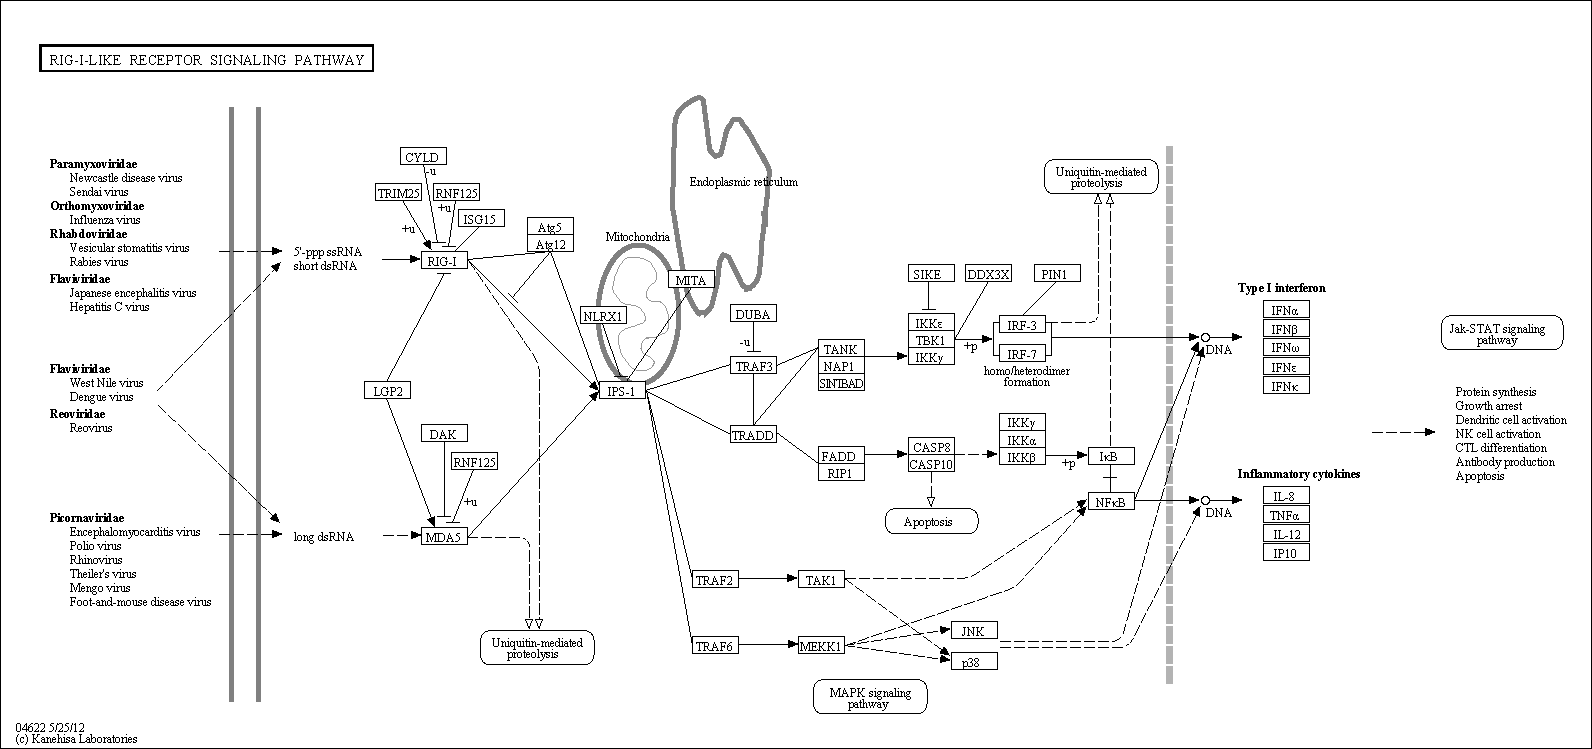 RIG-I-LIKE RECEPTOR SIGNALING PATHWAY
Paramyxoviridae
Newcastle disease virus
Sendai virus
Orthomyxoviridae
Influenza virus
Rhabdoviridae
Vesicular stomatitis virus
Rabies virus
Flaviviridae
Japanese encephalitis virus
Hepatitis C virus
Flaviviridae
West Nile virus
Dengue virus
Reoviridae
Reovirus
Picornaviridae
Encephalomyocarditis virus
Polio virus
Rhinovirus
Theiler's virus
Mengo virus
Foot-and-mouse disease virus
5'-ppp ssRNA
short dsRNA
long dsRNA
CYLD
-u
TRIM25
RNF125
+u
+u
ISG15
RIG-I
Atg5
Atg12
LGP2
DAK
RNF125
+u
MDA5
Uniquitin-mediated
proteolysis
Mitochondria
Endoplasmic reticulum
MITA
NLRX1
IPS-1
DUBA
-u
TRAF3
TRADD
TANK
NAP1
SINTBAD
FADD
RIP1
TRAF2
TAK1
TRAF6
MEKK1
SIKE
DDX3X
PIN1
IKKε
TBK1
IKKγ
+p
IRF-3
IRF-7
homo/heterodimer
formation
Uniquitin-mediated
proteolysis
CASP8
CASP10
Apoptosis
IKKγ
IKKα
IKKβ
+p
IκB
NFκB
JNK
p38
MAPK signaling
pathway
DNA
DNA
Type I interferon
IFNα
IFNβ
IFNω
IFNε
IFNκ
Inflammatory cytokines
IL-8
TNFα
IL-12
IP10
Jak-STAT signaling
pathway
Protein synthesis
Growth arrest
Dendritic cell activation
NK cell activation
CTL differentiation
Antibody production
Apoptosis
04622 5/25/12
(c) Kanehisa Laboratories